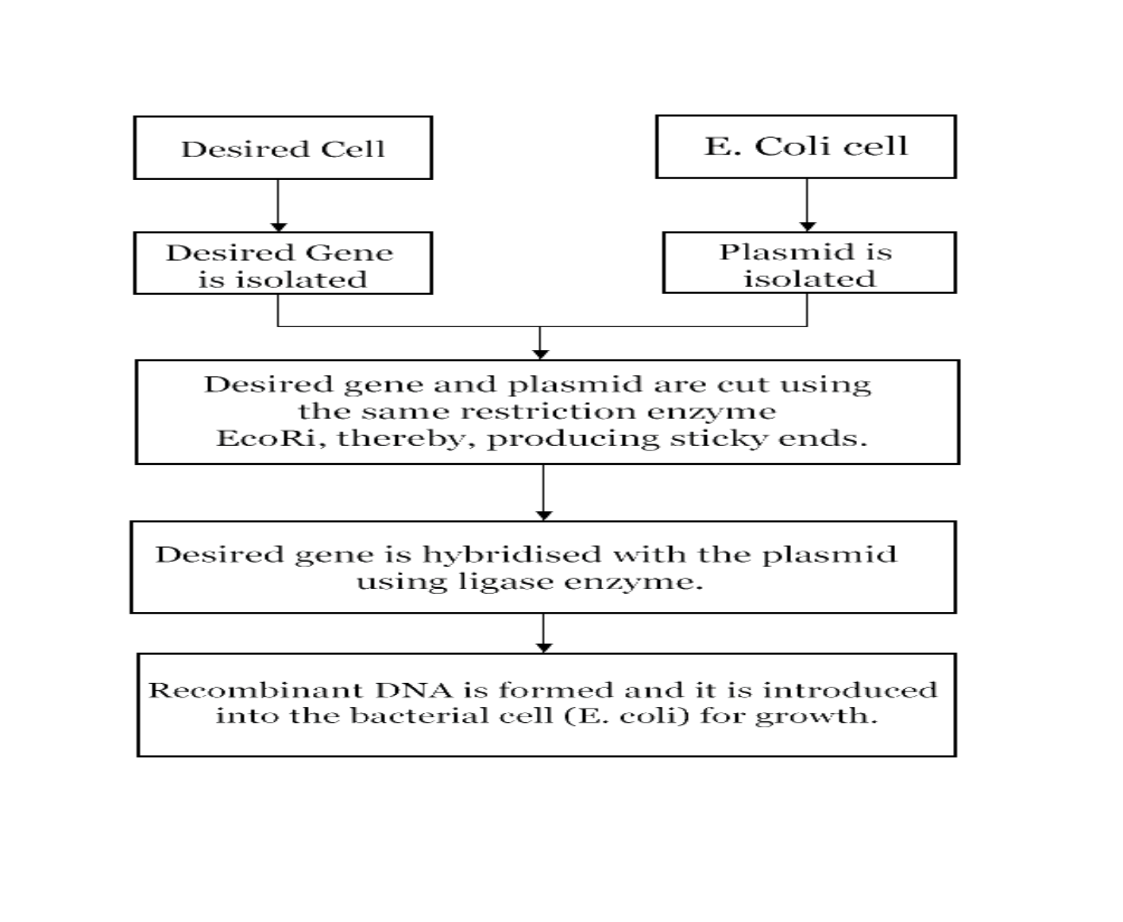 Desired Cell
E. Coli cell
Desired Gene
is isolated
Plasmid is
isolated
Desired gene and plasmid are cut using
the same restriction enzyme
EcoRi, thereby, producing sticky ends.
Desired gene is hybridised with the plasmid
using ligase enzyme.
Recombinant DNA is formed and it is introduced
into the bacterial cell (E. coli) for growth.